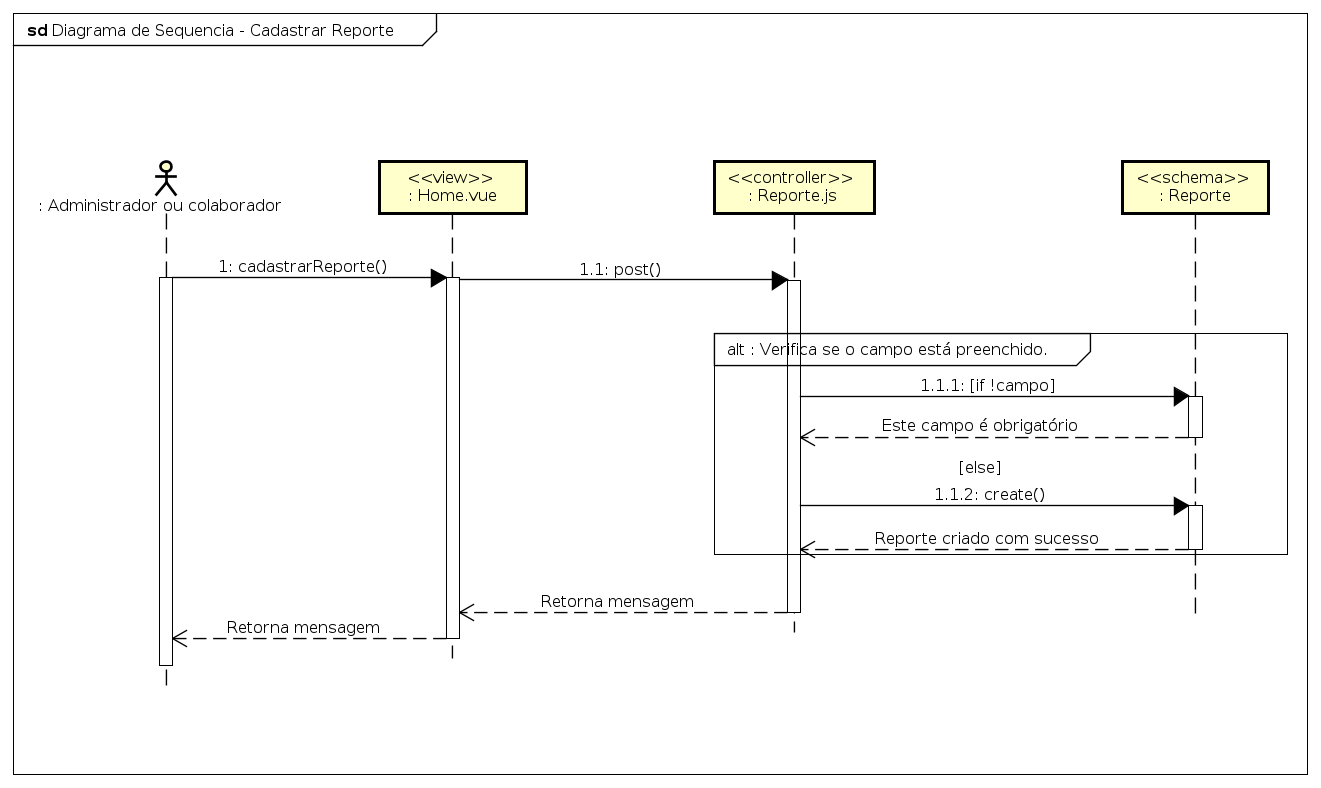 sd Diagrama de Sequencia - Cadastrar Reporte
: Administrador ou colaborador
<<view>>
: Home.vue
<<controller>>
: Reporte.js
<<schema>>
: Reporte
1: cadastrarReporte()
1.1: post()
alt : Verifica se o campo está preenchido.
1.1.1: [if !campo]
Este campo é obrigatório
[else]
1.1.2: create()
Reporte criado com sucesso
Retorna mensagem
Retorna mensagem